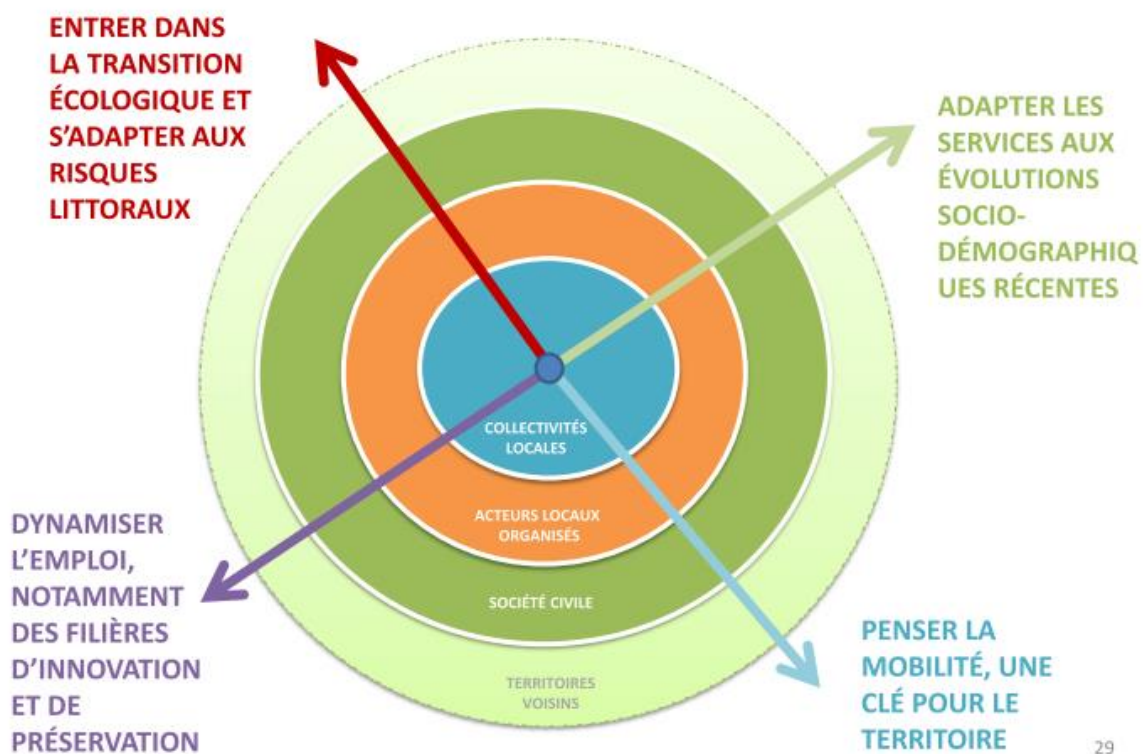 ENTRER DANS
LA TRANSITION
ÉCOLOGIQUE ET
S'ADAPTER AUX
RISQUES
LITTORAUX
ADAPTER LES
SERVICES AUX
ÉVOLUTIONS
SOCIO-
DÉMOGRAPHIQ
UES RÉCENTES
COLLECTIVITÉS
LOCALES
ACTEURS LOCAUX
ORGANISÉS
SOCIÉTÉ CIVILE
TERRITOIRES
VOISINS
DYNAMISER
L'EMPLOI,
NOTAMMENT
DES FILIÈRES
D'INNOVATION
ET DE
PRÉSERVATION
PENSER LA
MOBILITÉ, UNE
CLÉ POUR LE
TERRITOIRE
29